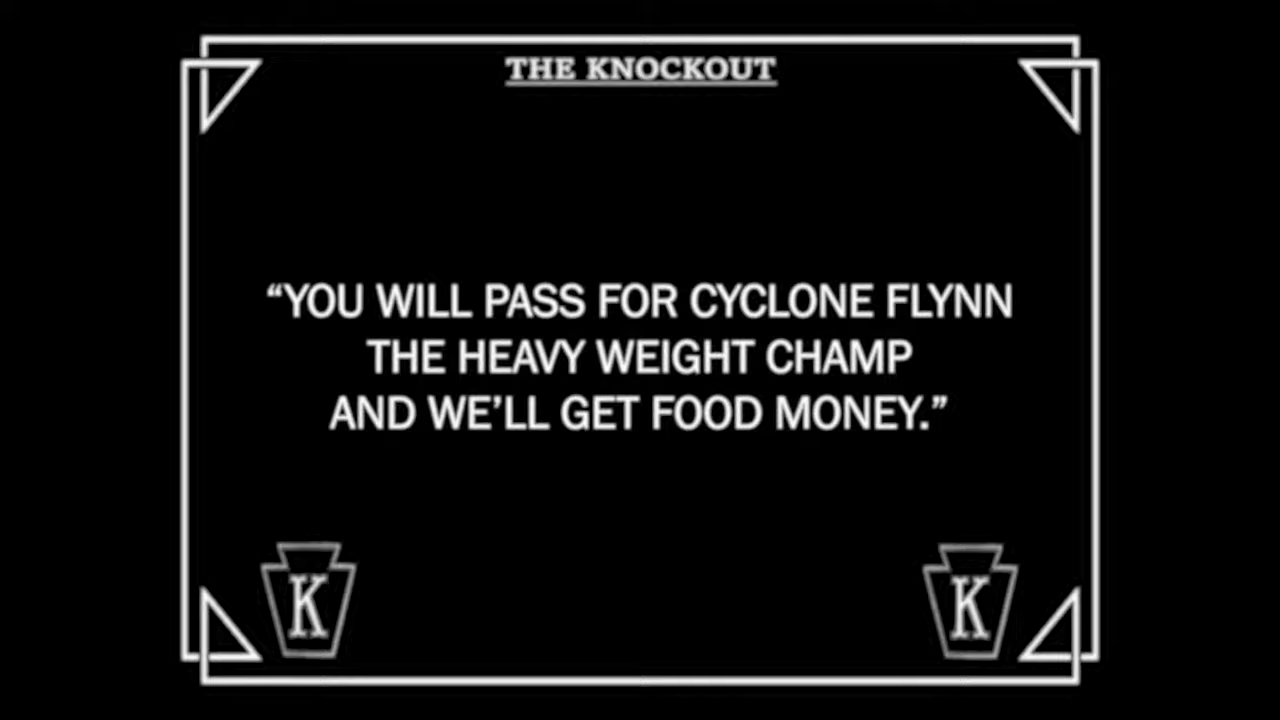 THE KNOCKOUT
“YOU WILL PASS FOR CYCLONE FLYNN
THE HEAVY WEIGHT CHAMP
AND WE’LL GET FOOD MONEY.”
K K